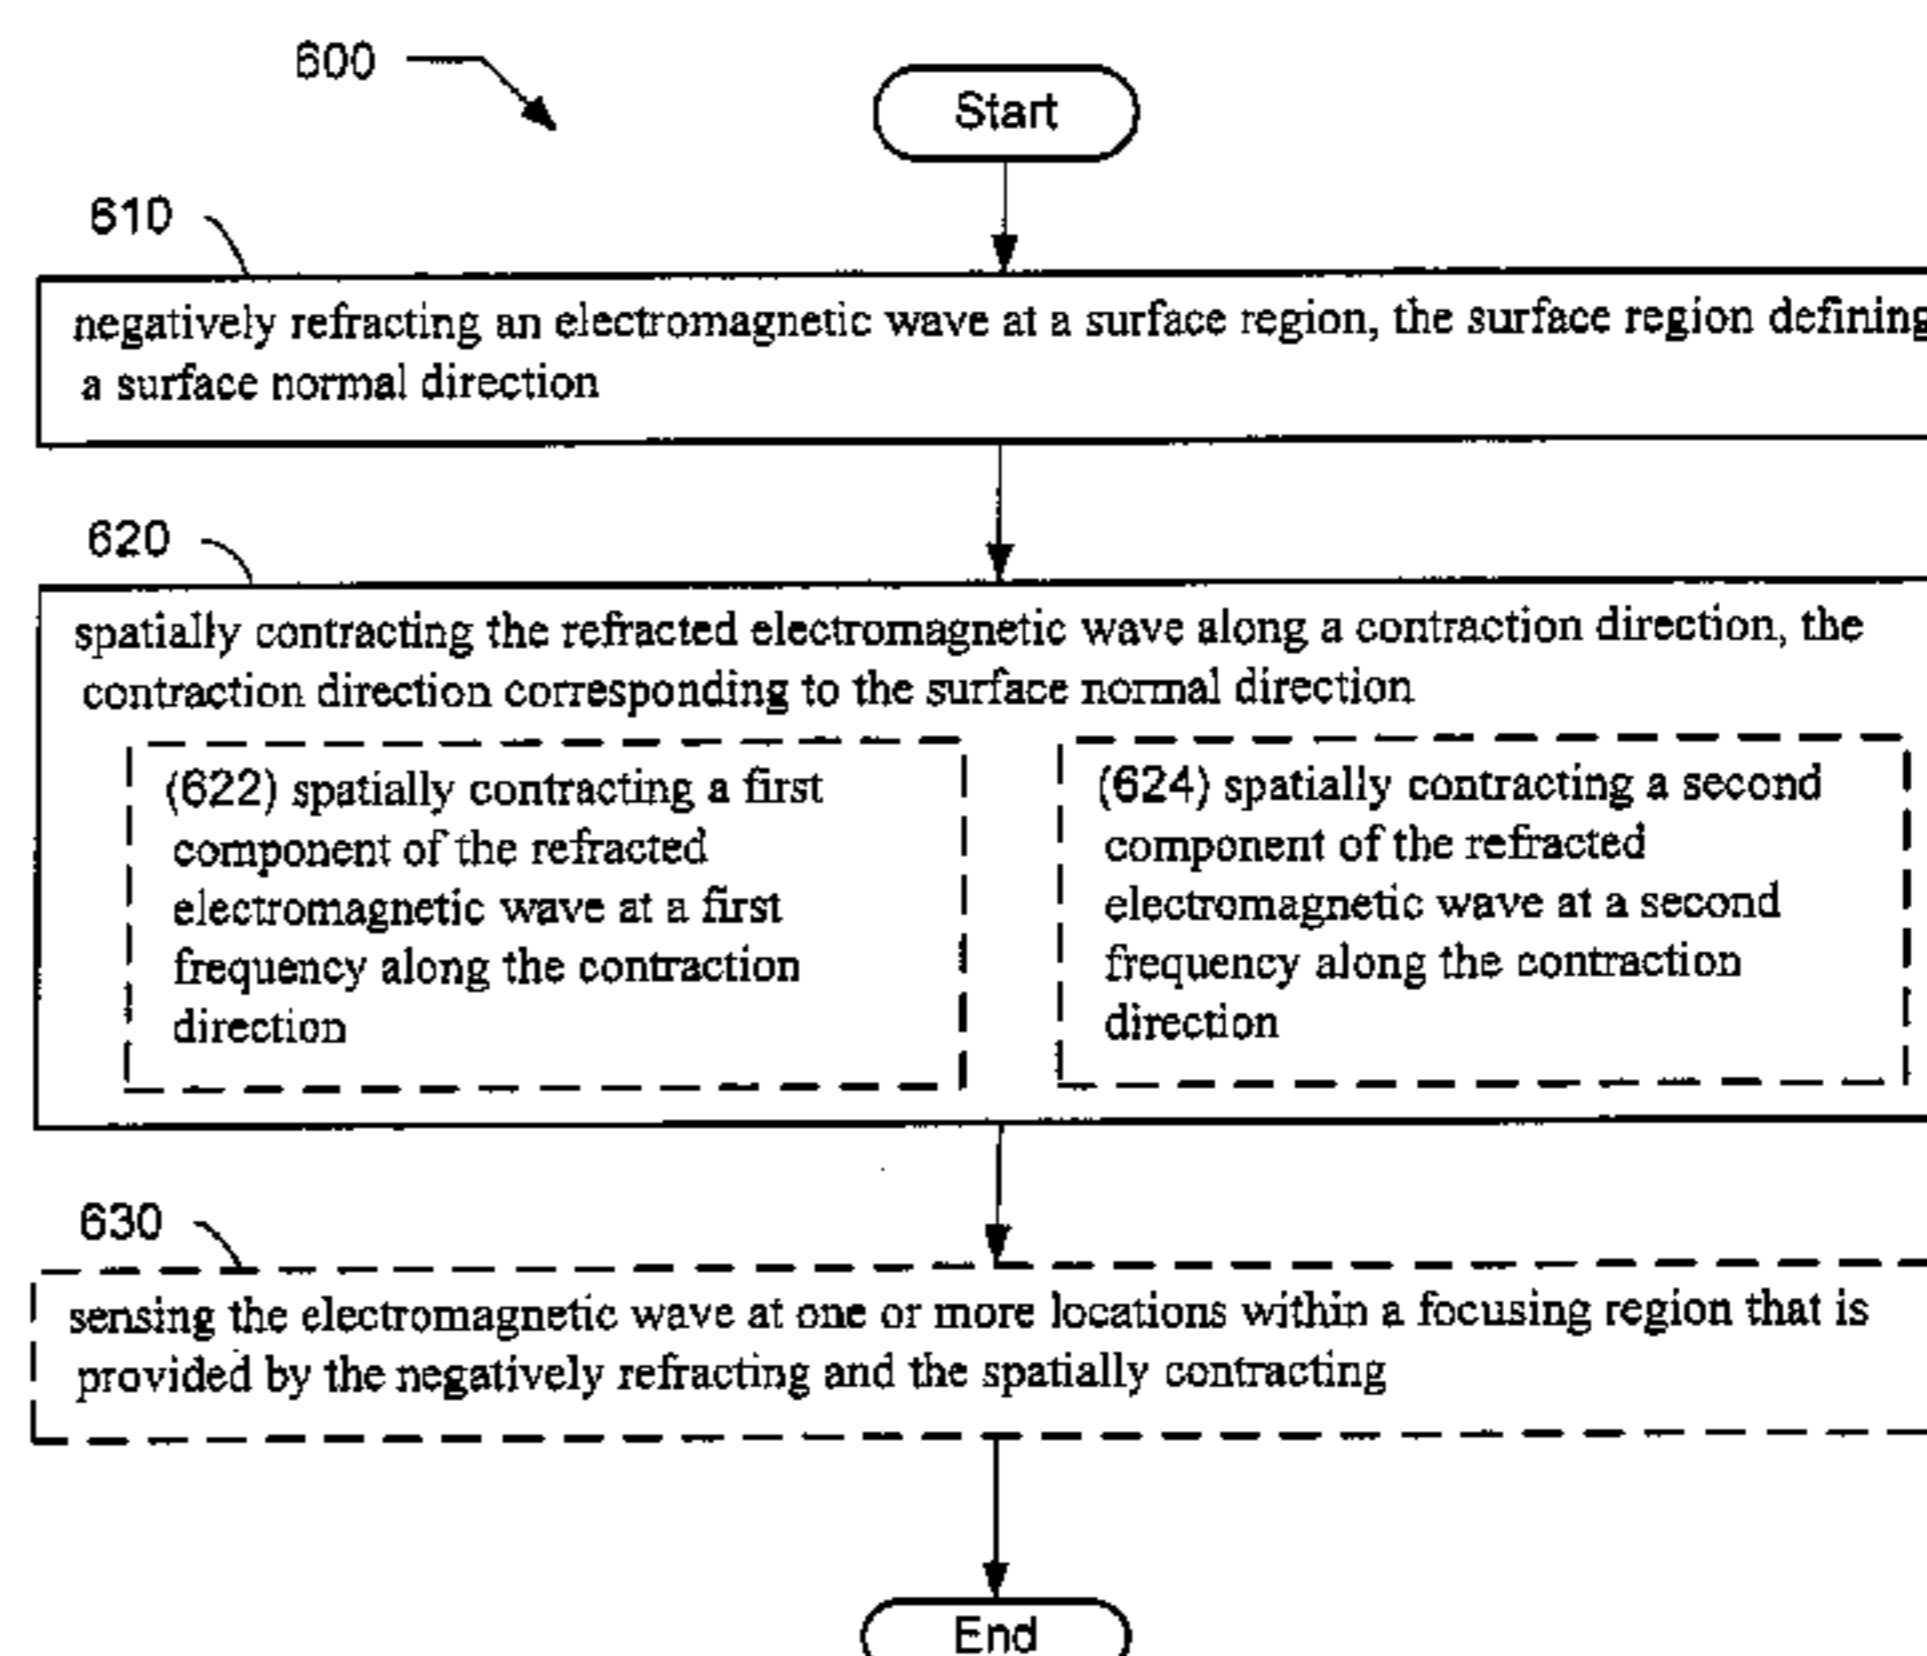 600
Start
610
negatively refracting an electromagnetic wave at a surface region, the surface region defining
a surface normal direction
620
spatially contracting the refracted electromagnetic wave along a contraction direction, the
contraction direction corresponding to the surface normal direction
(622) spatially contracting a first
component of the refracted
electromagnetic wave at a first
frequency along the contraction
direction
(624) spatially contracting a second
component of the refracted
electromagnetic wave at a second
frequency along the contraction
direction
630
sensing the electromagnetic wave at one or more locations within a focusing region that is
provided by the negatively refracting and the spatially contracting
End